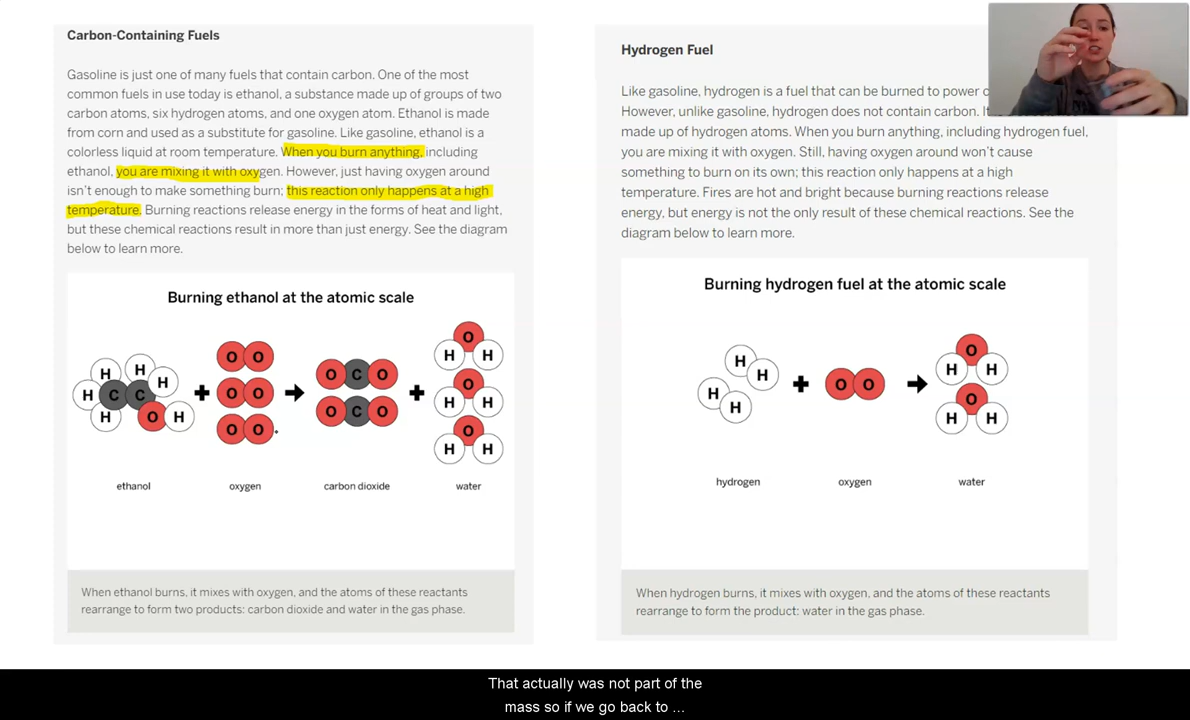 Carbon-Containing Fuels
Gasoline is just one of many fuels that contain carbon. One of the most
common fuels in use today is ethanol, a substance made up of groups of two
carbon atoms, six hydrogen atoms, and one oxygen atom. Ethanol is made
from corn and used as a substitute for gasoline. Like gasoline, ethanol is a
colorless liquid at room temperature. When you burn anything, including
ethanol, you are mixing it with oxygen. However, just having oxygen around
isn't enough to make something burn; this reaction only happens at a high
temperature. Burning reactions release energy in the forms of heat and light,
but these chemical reactions result in more than just energy. See the diagram
below to learn more.
Burning ethanol at the atomic scale
H H H H C C H O H
+
O O
O O
O O
O C O
O C O
+
O H H
O H H
O H H
ethanol oxygen carbon dioxide water
When ethanol burns, it mixes with oxygen, and the atoms of these reactants
rearrange to form two products: carbon dioxide and water in the gas phase.
Hydrogen Fuel
Like gasoline, hydrogen is a fuel that can be burned to power
However, unlike gasoline, hydrogen does not contain carbon.
made up of hydrogen atoms. When you burn anything, including hydrogen fuel,
you are mixing it with oxygen. Still, having oxygen around won't cause
something to burn on its own; this reaction only happens at a high
temperature. Fires are hot and bright because burning reactions release
energy, but energy is not the only result of these chemical reactions. See the
diagram below to learn more.
Burning hydrogen fuel at the atomic scale
H H
H H
+
O O
O H H
O H H
hydrogen oxygen water
When hydrogen burns, it mixes with oxygen, and the atoms of these reactants
rearrange to form the product: water in the gas phase.
That actually was not part of the
mass so if we go back to ...